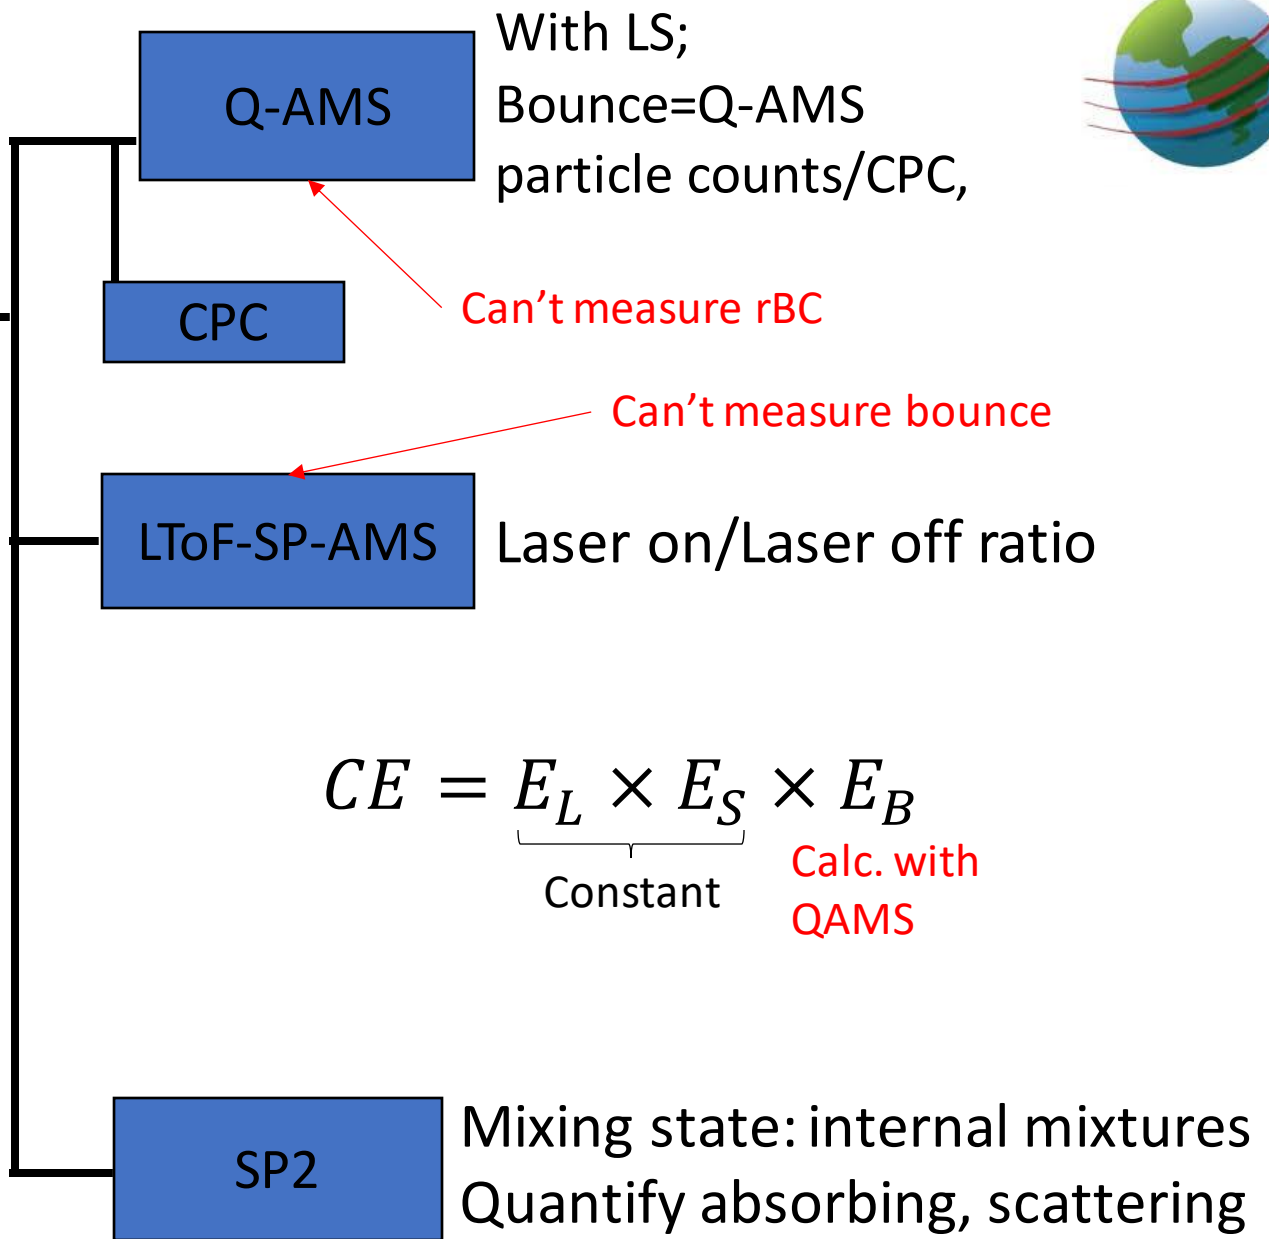 With LS;
Q-AMS
Bounce=Q-AMS
particle counts/CPC,
CPC
Can't measure rBC
Can't measure bounce
LToF-SP-AMS
Laser on/Laser off ratio
CE = E_L × E_S × E_B
Constant
Calc. with
QAMS
SP2
Mixing state: internal mixtures
Quantify absorbing, scattering